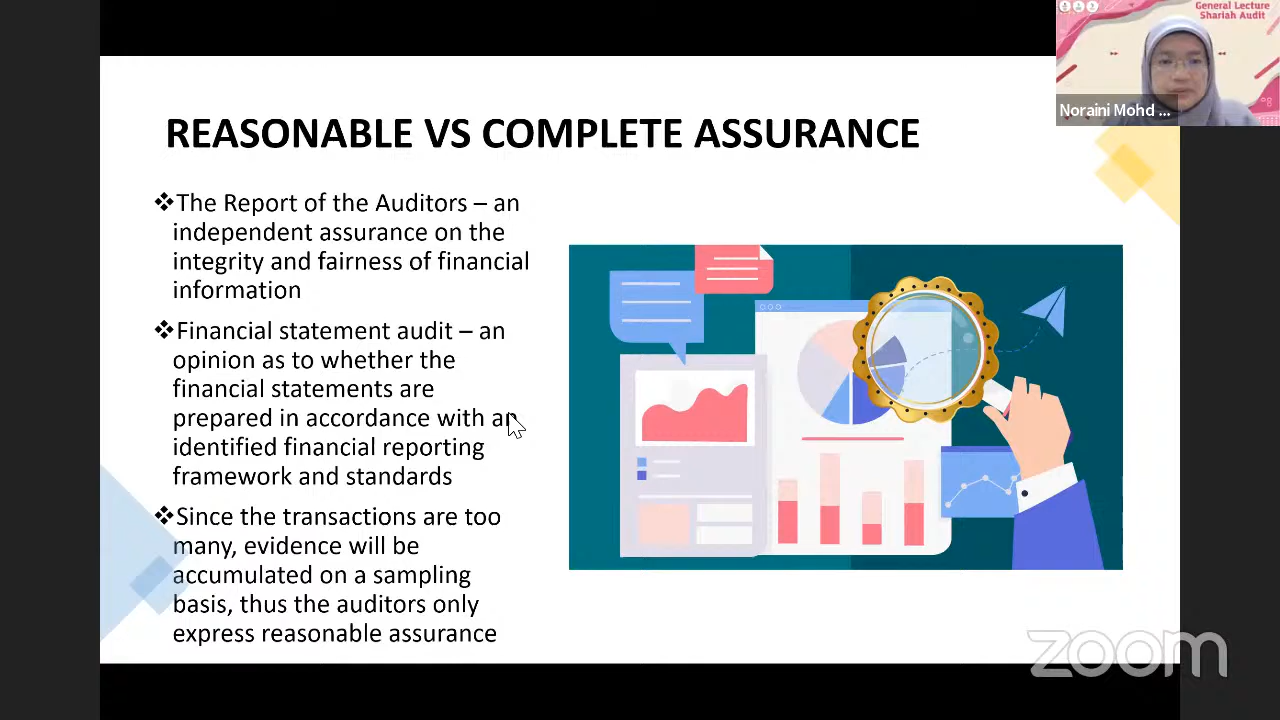 General Lecture
Shariah Audit
Noraini Mohd ...
REASONABLE VS COMPLETE ASSURANCE
❖The Report of the Auditors – an
independent assurance on the
integrity and fairness of financial
information
❖Financial statement audit – an
opinion as to whether the
financial statements are
prepared in accordance with an
identified financial reporting
framework and standards
❖Since the transactions are too
many, evidence will be
accumulated on a sampling
basis, thus the auditors only
express reasonable assurance
zoom